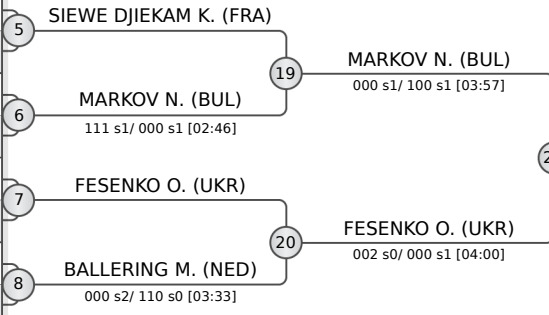 SIEWE DJIEKAM K. (FRA)
5
19
MARKOV N. (BUL)
000 s1/ 100 s1 [03:57]
MARKOV N. (BUL)
6
111 s1/ 000 s1 [02:46]
FESENKO O. (UKR)
7
20
FESENKO O. (UKR)
002 s0/ 000 s1 [04:00]
BALLERING M. (NED)
8
000 s2/ 110 s0 [03:33]